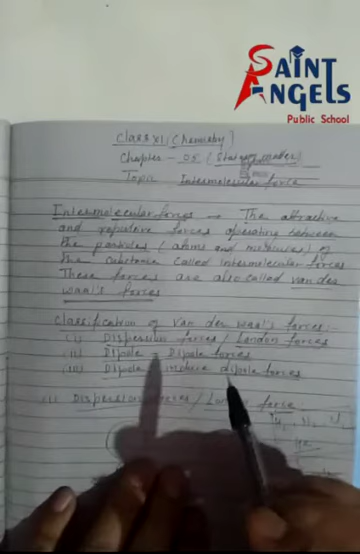 SAINT
ANGELS
Public School
Class XI (Chemistry)
Chapter - 05 (States of matter)
Topic Intermolecular force
Intermolecular forces → The attractive
and repulsive forces operating between
the particles (atoms and molecules) of
the substance called intermolecular forces
These forces are also called van der
waal's forces
Classification of Van der waal's forces:-
(i) Dispession forces / London forces
(ii) Dipole - Dipole forces
(iii) Dipole induce dipole forces
Dispession forces / London force